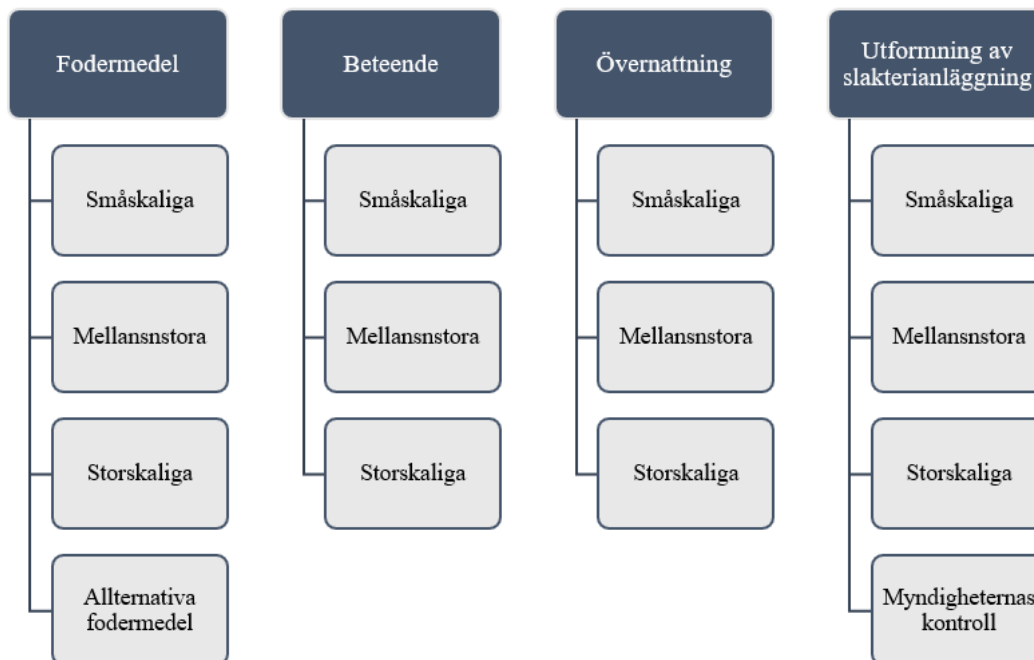 Fodermedel
Småskaliga
Mellansnstora
Storskaliga
Allternativa
fodermedel
Beteende
Småskaliga
Mellansnstora
Storskaliga
Övernattning
Småskaliga
Mellansnstora
Storskaliga
Utformning av
slakterianläggning
Småskaliga
Mellansnstora
Storskaliga
Myndigheternas
kontroll